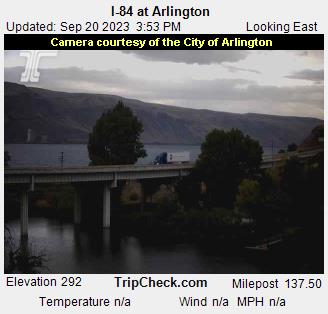 I-84 at Arlington
Updated: Sep 20 2023 3:53 PM Looking East
Camera courtesy of the City of Arlington
Elevation 292 TripCheck.com Milepost 137.50
Temperature n/a Wind n/a MPH n/a